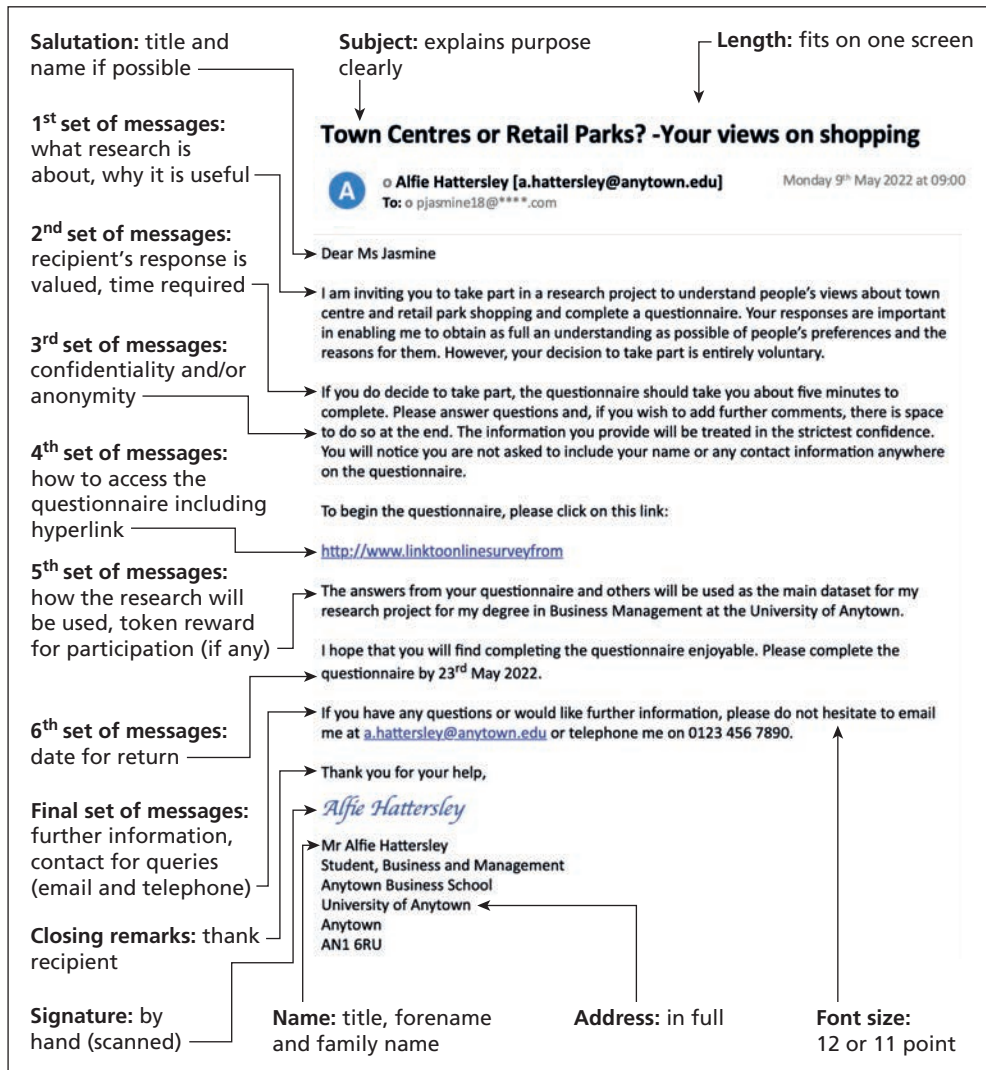 Salutation: title and
name if possible
Subject: explains purpose
clearly
Length: fits on one screen
1st set of messages:
what research is
about, why it is useful
2nd set of messages:
recipient's response is
valued, time required
3rd set of messages:
confidentiality and/or
anonymity
4th set of messages:
how to access the
questionnaire including
hyperlink
5th set of messages:
how the research will
be used, token reward
for participation (if any)
6th set of messages:
date for return
Final set of messages:
further information,
contact for queries
(email and telephone)
Closing remarks: thank
recipient
Signature: by
hand (scanned)
Town Centres or Retail Parks? -Your views on shopping
A
o Alfie Hattersley [a.hattersley@anytown.edu]
Monday 9th May 2022 at 09:00
To: o pjasmine18@****.com
Dear Ms Jasmine
I am inviting you to take part in a research project to understand people's views about town
centre and retail park shopping and complete a questionnaire. Your responses are important
in enabling me to obtain as full an understanding as possible of people's preferences and the
reasons for them. However, your decision to take part is entirely voluntary.
If you do decide to take part, the questionnaire should take you about five minutes to
complete. Please answer questions and, if you wish to add further comments, there is space
to do so at the end. The information you provide will be treated in the strictest confidence.
You will notice you are not asked to include your name or any contact information anywhere
on the questionnaire.
To begin the questionnaire, please click on this link:
http://www.linktoonlinesurveyfrom
The answers from your questionnaire and others will be used as the main dataset for my
research project for my degree in Business Management at the University of Anytown.
I hope that you will find completing the questionnaire enjoyable. Please complete the
questionnaire by 23rd May 2022.
If you have any questions or would like further information, please do not hesitate to email
me at a.hattersley@anytown.edu or telephone me on 0123 456 7890.
Thank you for your help,
Alfie Hattersley
Mr Alfie Hattersley
Student, Business and Management
Anytown Business School
University of Anytown
Anytown
AN1 6RU
Name: title, forename
and family name
Address: in full
Font size:
12 or 11 point